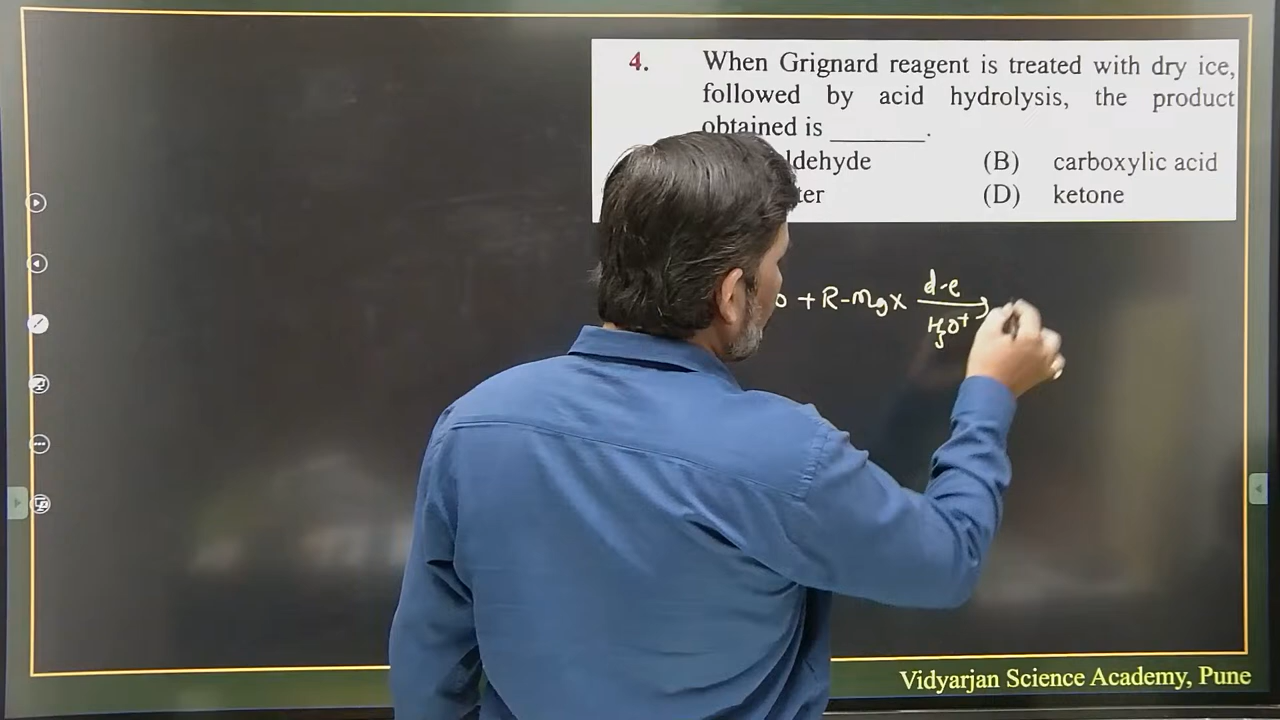 4. When Grignard reagent is treated with dry ice,
followed by acid hydrolysis, the product
obtained is ________.
ldehyde (B) carboxylic acid
ter (D) ketone
+ R-MgX d·e
H3O+
Vidyarjan Science Academy, Pune